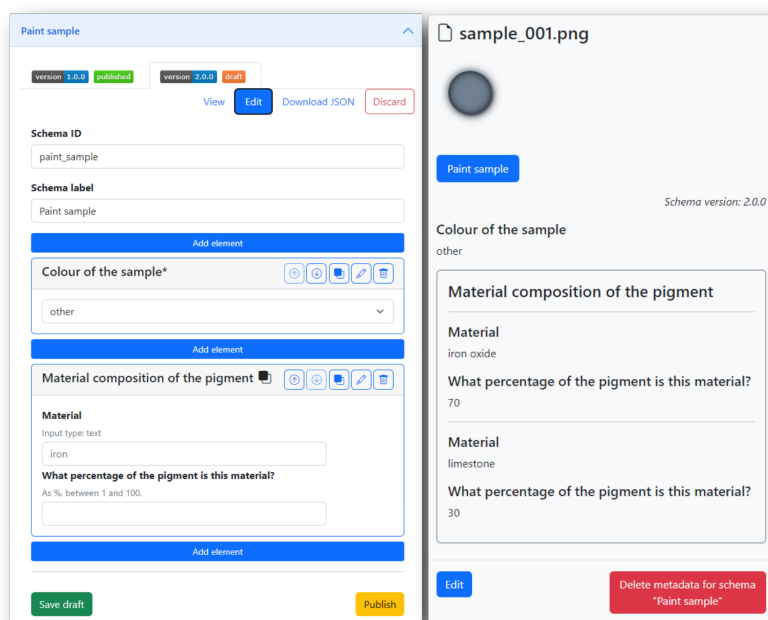 Paint sample
version 1.0.0 published
version 2.0.0 draft
View Edit Download JSON Discard
Schema ID
paint_sample
Schema label
Paint sample
Add element
Colour of the sample*
other
Add element
Material composition of the pigment
Material
Input type: text
iron
What percentage of the pigment is this material?
As %, between 1 and 100.
Add element
Save draft
Publish
sample_001.png
Paint sample
Schema version: 2.0.0
Colour of the sample
other
Material composition of the pigment
Material
iron oxide
What percentage of the pigment is this material?
70
Material
limestone
What percentage of the pigment is this material?
30
Edit
Delete metadata for schema
"Paint sample"